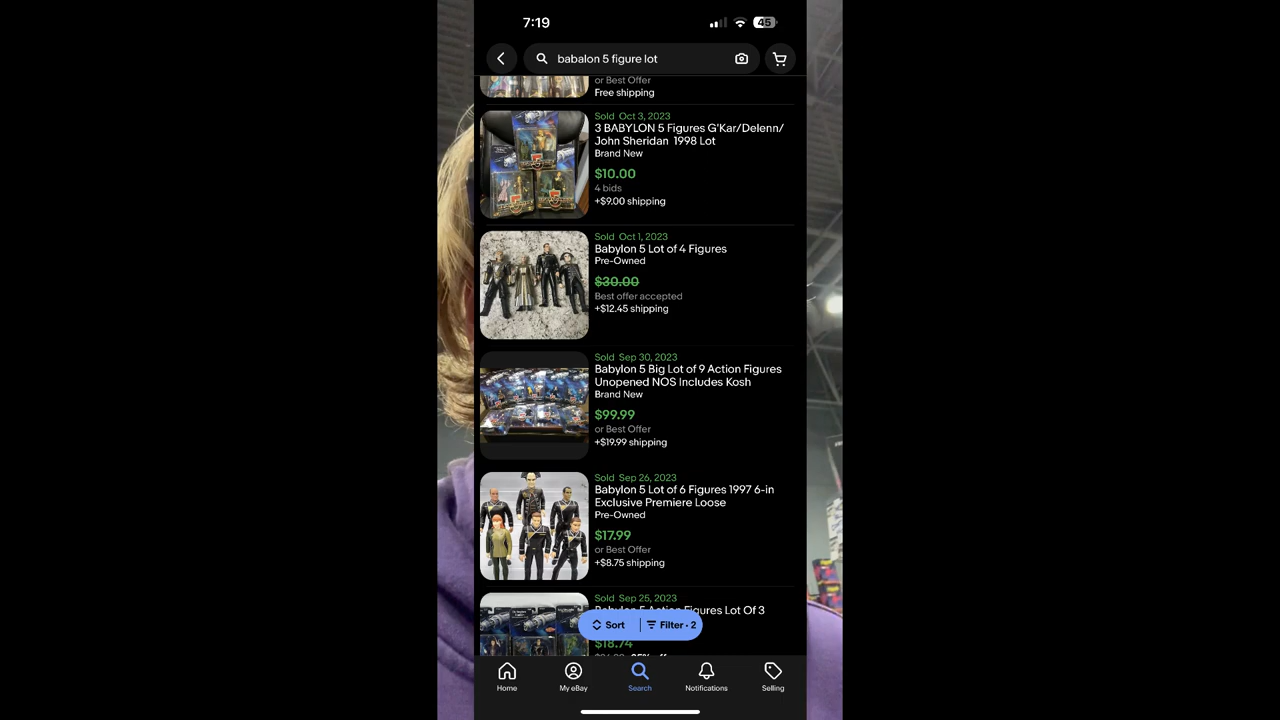 7:19
45
babalon 5 figure lot
or Best Offer
Free shipping
Sold Oct 3, 2023
3 BABYLON 5 Figures G'Kar/Delenn/
John Sheridan 1998 Lot
Brand New
$10.00
4 bids
+$9.00 shipping
Sold Oct 1, 2023
Babylon 5 Lot of 4 Figures
Pre-Owned
$30.00
Best offer accepted
+$12.45 shipping
Sold Sep 30, 2023
Babylon 5 Big Lot of 9 Action Figures
Unopened NOS Includes Kosh
Brand New
$99.99
or Best Offer
+$19.99 shipping
Sold Sep 26, 2023
Babylon 5 Lot of 6 Figures 1997 6-in
Exclusive Premiere Loose
Pre-Owned
$17.99
or Best Offer
+$8.75 shipping
Sold Sep 25, 2023
Babylon 5 Action Figures Lot Of 3
Sort
Filter • 2
$18.74
Home
My eBay
Search
Notifications
Selling